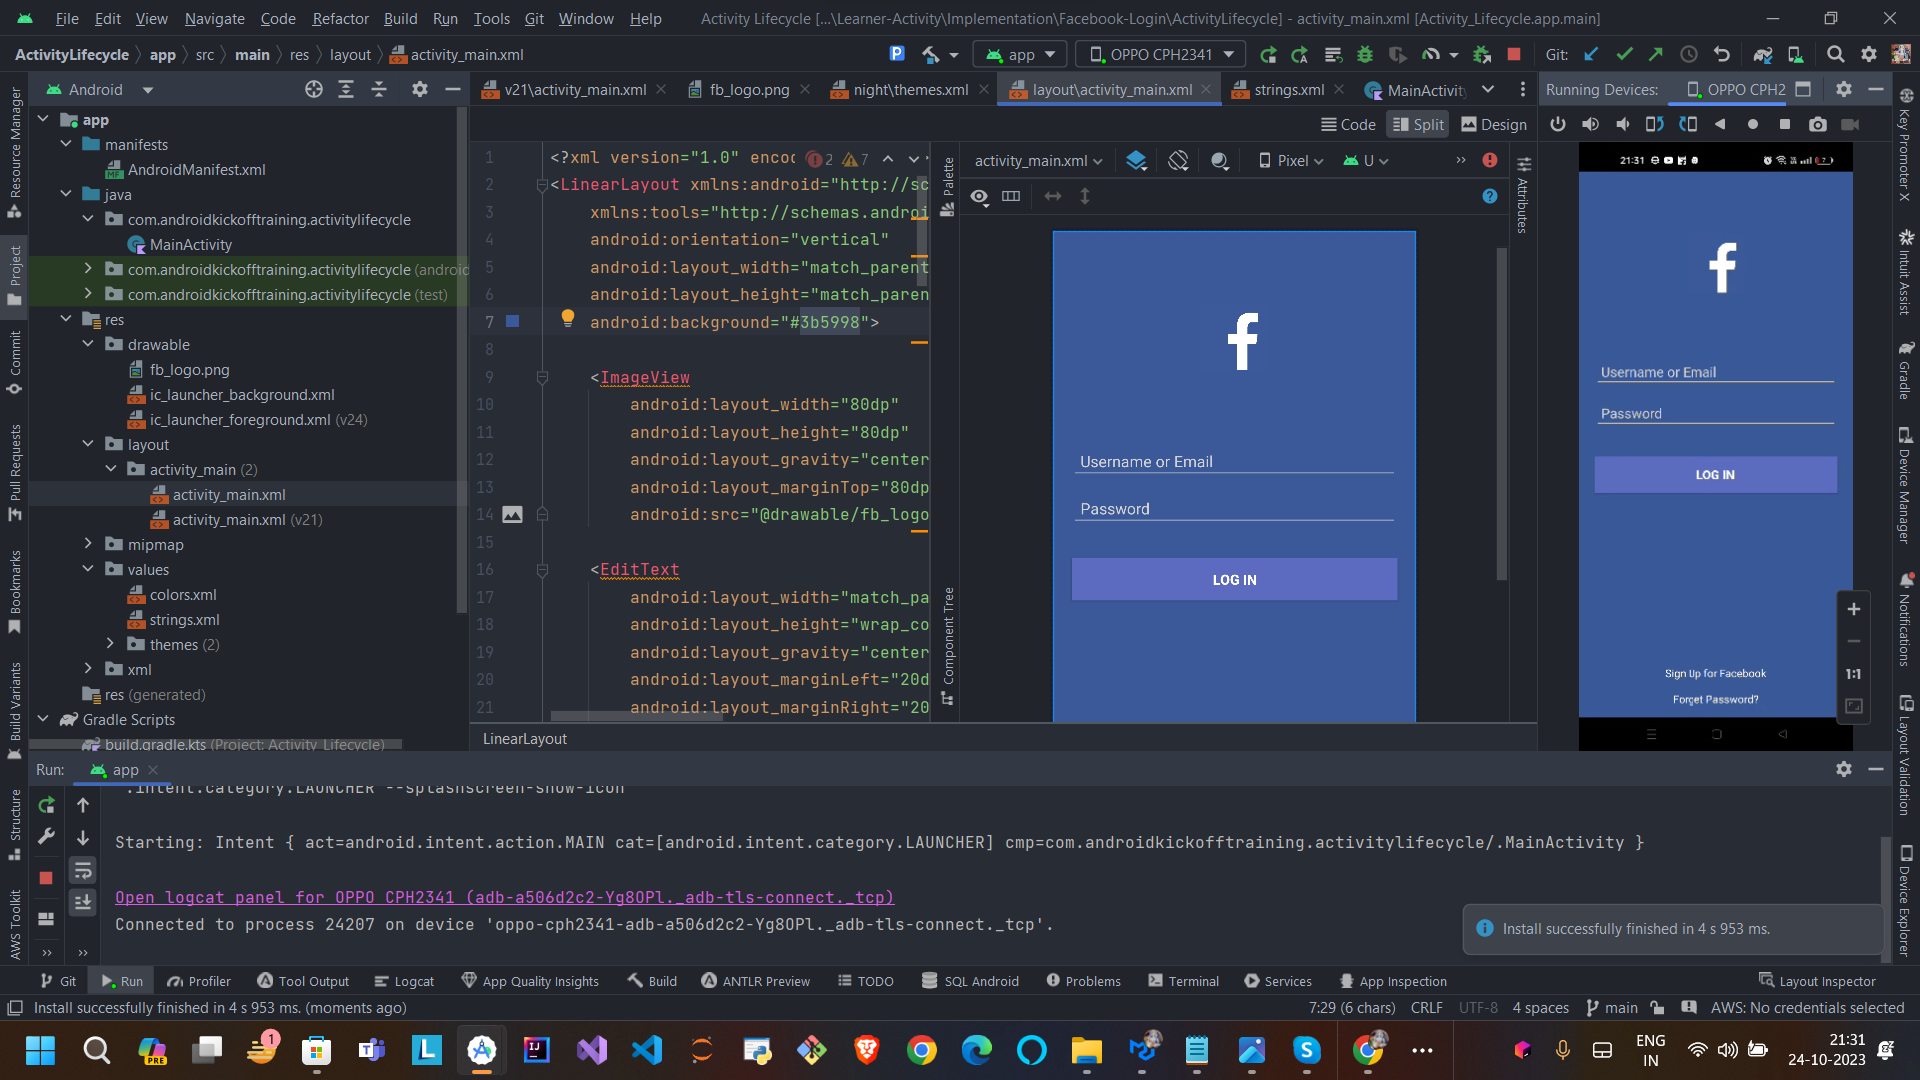 File Edit View Navigate Code Refactor Build Run Tools Git Window Help
Activity Lifecycle [...\Learner-Activity\Implementation\Facebook-Login\ActivityLifecycle] - activity_main.xml [Activity_Lifecycle.app.main]
ActivityLifecycle app src main res layout activity_main.xml
app OPPO CPH2341 Git:
Android
v21\activity_main.xml fb_logo.png night\themes.xml layout\activity_main.xml strings.xml MainActivity
Running Devices: OPPO CPH2
Code Split Design
app
manifests
AndroidManifest.xml
java
com.androidkickofftraining.activitylifecycle
MainActivity
com.androidkickofftraining.activitylifecycle (android
com.androidkickofftraining.activitylifecycle (test)
res
drawable
fb_logo.png
ic_launcher_background.xml
ic_launcher_foreground.xml (v24)
layout
activity_main (2)
activity_main.xml
activity_main.xml (v21)
mipmap
values
colors.xml
strings.xml
themes (2)
xml
res (generated)
Gradle Scripts
build.gradle.kts (Project: Activity_Lifecycle)
Resource Manager
Project
Commit
Pull Requests
Bookmarks
Build Variants
Structure
AWS Toolkit
1 <?xml version="1.0" encod 2 7
2 <LinearLayout xmlns:android="http://sc
3 xmlns:tools="http://schemas.androi
4 android:orientation="vertical"
5 android:layout_width="match_parent
6 android:layout_height="match_paren
7 android:background="#3b5998">
8
9 <ImageView
10 android:layout_width="80dp"
11 android:layout_height="80dp"
12 android:layout_gravity="center
13 android:layout_marginTop="80dp
14 android:src="@drawable/fb_logo
15
16 <EditText
17 android:layout_width="match_pa
18 android:layout_height="wrap_co
19 android:layout_gravity="center
20 android:layout_marginLeft="20d
21 android:layout_marginRight="20
LinearLayout
Palette
Component Tree
activity_main.xml Pixel U
Attributes
f
Username or Email
Password
LOG IN
21:31
f
Username or Email
Password
LOG IN
Sign Up for Facebook
Forget Password?
1:1
Key Promoter X
Intuit Assist
Gradle
Device Manager
Notifications
Layout Validation
Device Explorer
Run: app
.intent.category.LAUNCHER --splashscreen-show-icon
Starting: Intent { act=android.intent.action.MAIN cat=[android.intent.category.LAUNCHER] cmp=com.androidkickofftraining.activitylifecycle/.MainActivity }
Open logcat panel for OPPO CPH2341 (adb-a506d2c2-Yg8OPl._adb-tls-connect._tcp)
Connected to process 24207 on device 'oppo-cph2341-adb-a506d2c2-Yg8OPl._adb-tls-connect._tcp'.
Install successfully finished in 4 s 953 ms.
Git Run Profiler Tool Output Logcat App Quality Insights Build ANTLR Preview TODO SQL Android Problems Terminal Services App Inspection Layout Inspector
Install successfully finished in 4 s 953 ms. (moments ago)
7:29 (6 chars) CRLF UTF-8 4 spaces main AWS: No credentials selected
PRE
1
ENG
IN
21:31
24-10-2023